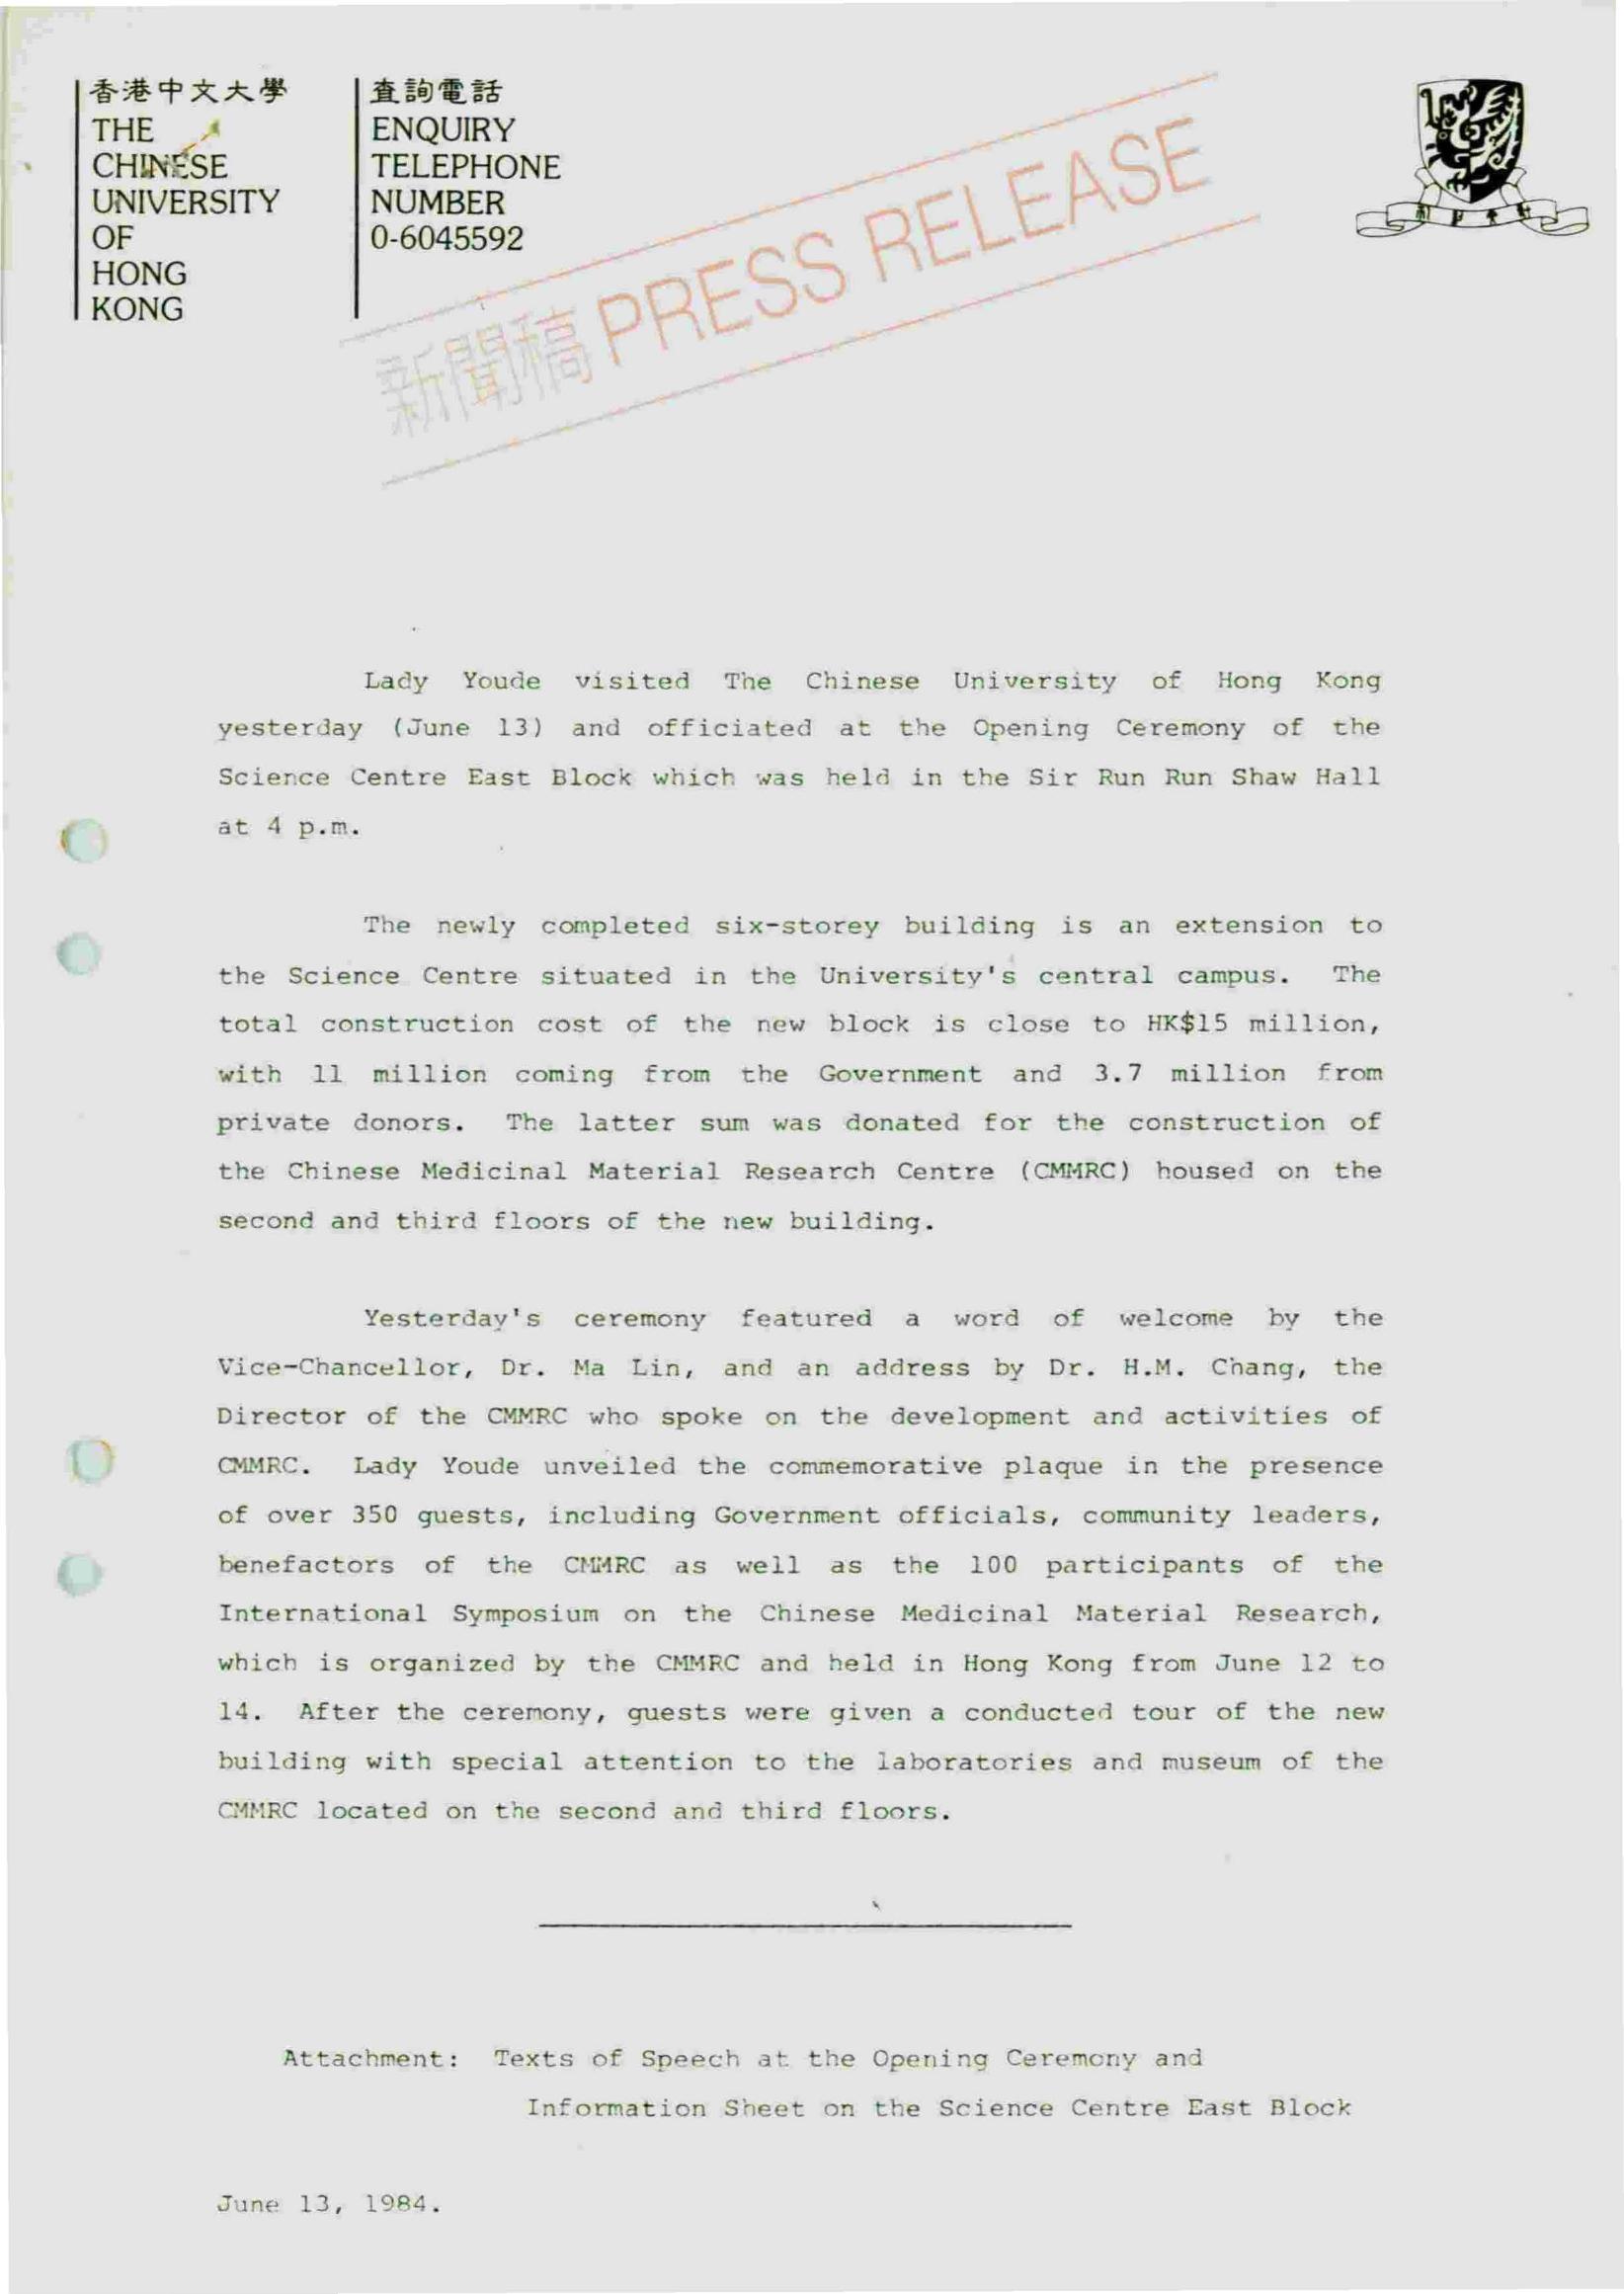 香港中文大學
THE
CHINESE
UNIVERSITY
OF
HONG
KONG
查詢電話
ENQUIRY
TELEPHONE
NUMBER
0-6045592
新聞稿 PRESS RELEASE
Lady Youde visited The Chinese University of Hong Kong
yesterday (June 13) and officiated at the Opening Ceremony of the
Science Centre East Block which was held in the Sir Run Run Shaw Hall
at 4 p.m.
The newly completed six-storey building is an extension to
the Science Centre situated in the University's central campus. The
total construction cost of the new block is close to HK$15 million,
with 11 million coming from the Government and 3.7 million from
private donors. The latter sum was donated for the construction of
the Chinese Medicinal Material Research Centre (CMMRC) housed on the
second and third floors of the new building.
Yesterday's ceremony featured a word of welcome by the
Vice-Chancellor, Dr. Ma Lin, and an address by Dr. H.M. Chang, the
Director of the CMMRC who spoke on the development and activities of
CMMRC. Lady Youde unveiled the commemorative plaque in the presence
of over 350 guests, including Government officials, community leaders,
benefactors of the CMMRC as well as the 100 participants of the
International Symposium on the Chinese Medicinal Material Research,
which is organized by the CMMRC and held in Hong Kong from June 12 to
14. After the ceremony, guests were given a conducted tour of the new
building with special attention to the laboratories and museum of the
CMMRC located on the second and third floors.
Attachment: Texts of Speech at the Opening Ceremony and
Information Sheet on the Science Centre East Block
June 13, 1984.